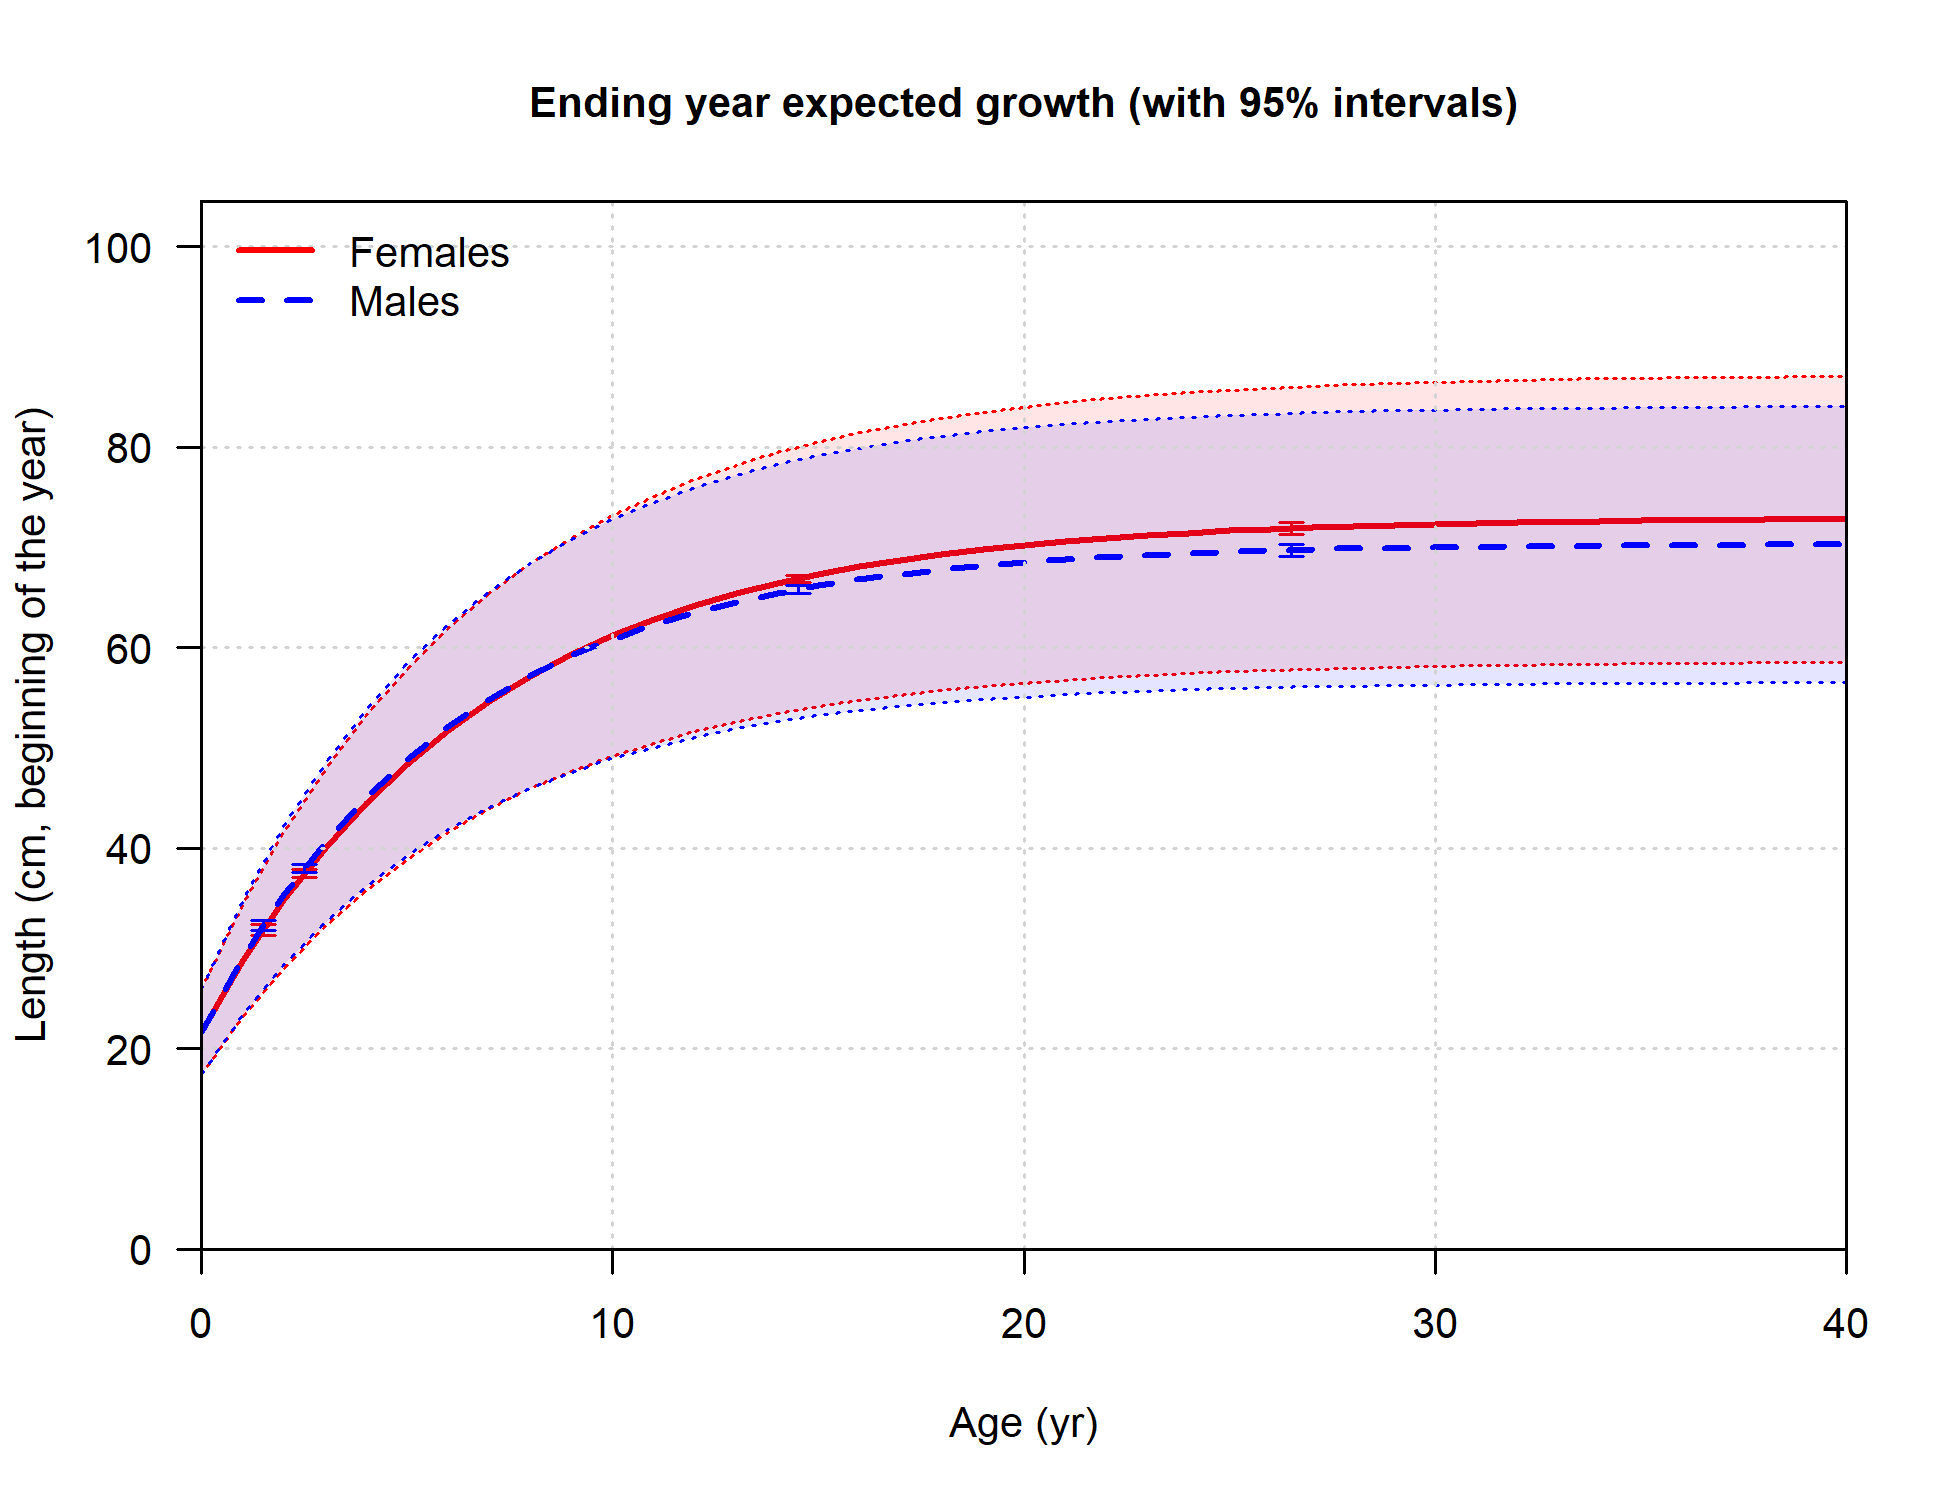 Ending year expected growth (with 95% intervals)
Females
Males
100
80
60
40
20
0
Length (cm, beginning of the year)
0 10 20 30 40
Age (yr)